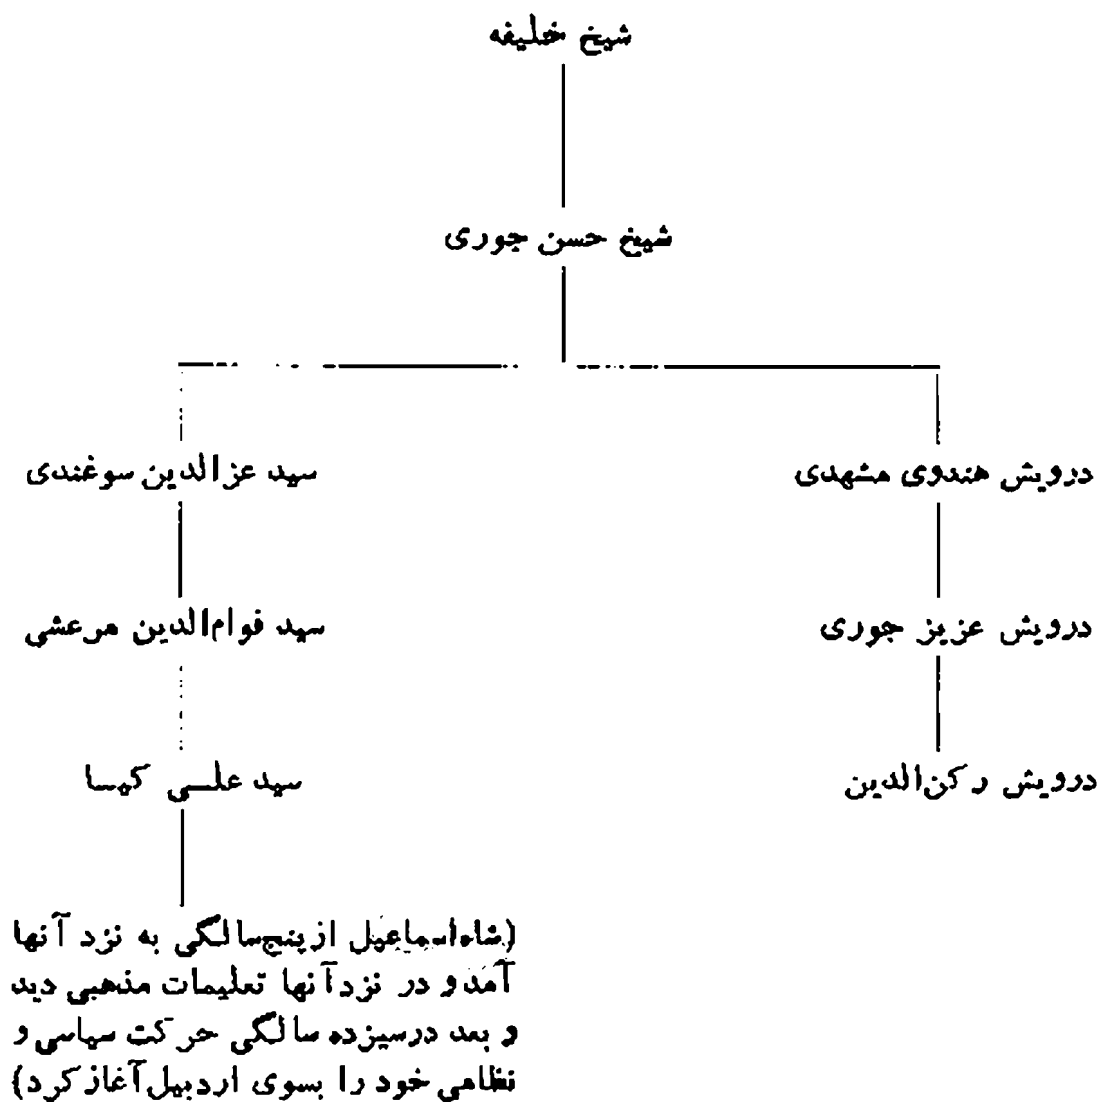 شیخ خلیفه
شیخ حسن جوری
درویش هندوی مشهدی
سید عزالدین سوغندی
درویش عزیز جوری
سید قوام‌الدین مرعشی
درویش رکن‌الدین
سید علی کیا
(شاه‌اسماعیل از پنج‌سالگی به نزد آنها
آمد و در نزد آنها تعلیمات مذهبی دید
و بعد در سیزده سالگی حرکت سیاسی و
نظامی خود را بسوی اردبیل آغاز کرد)